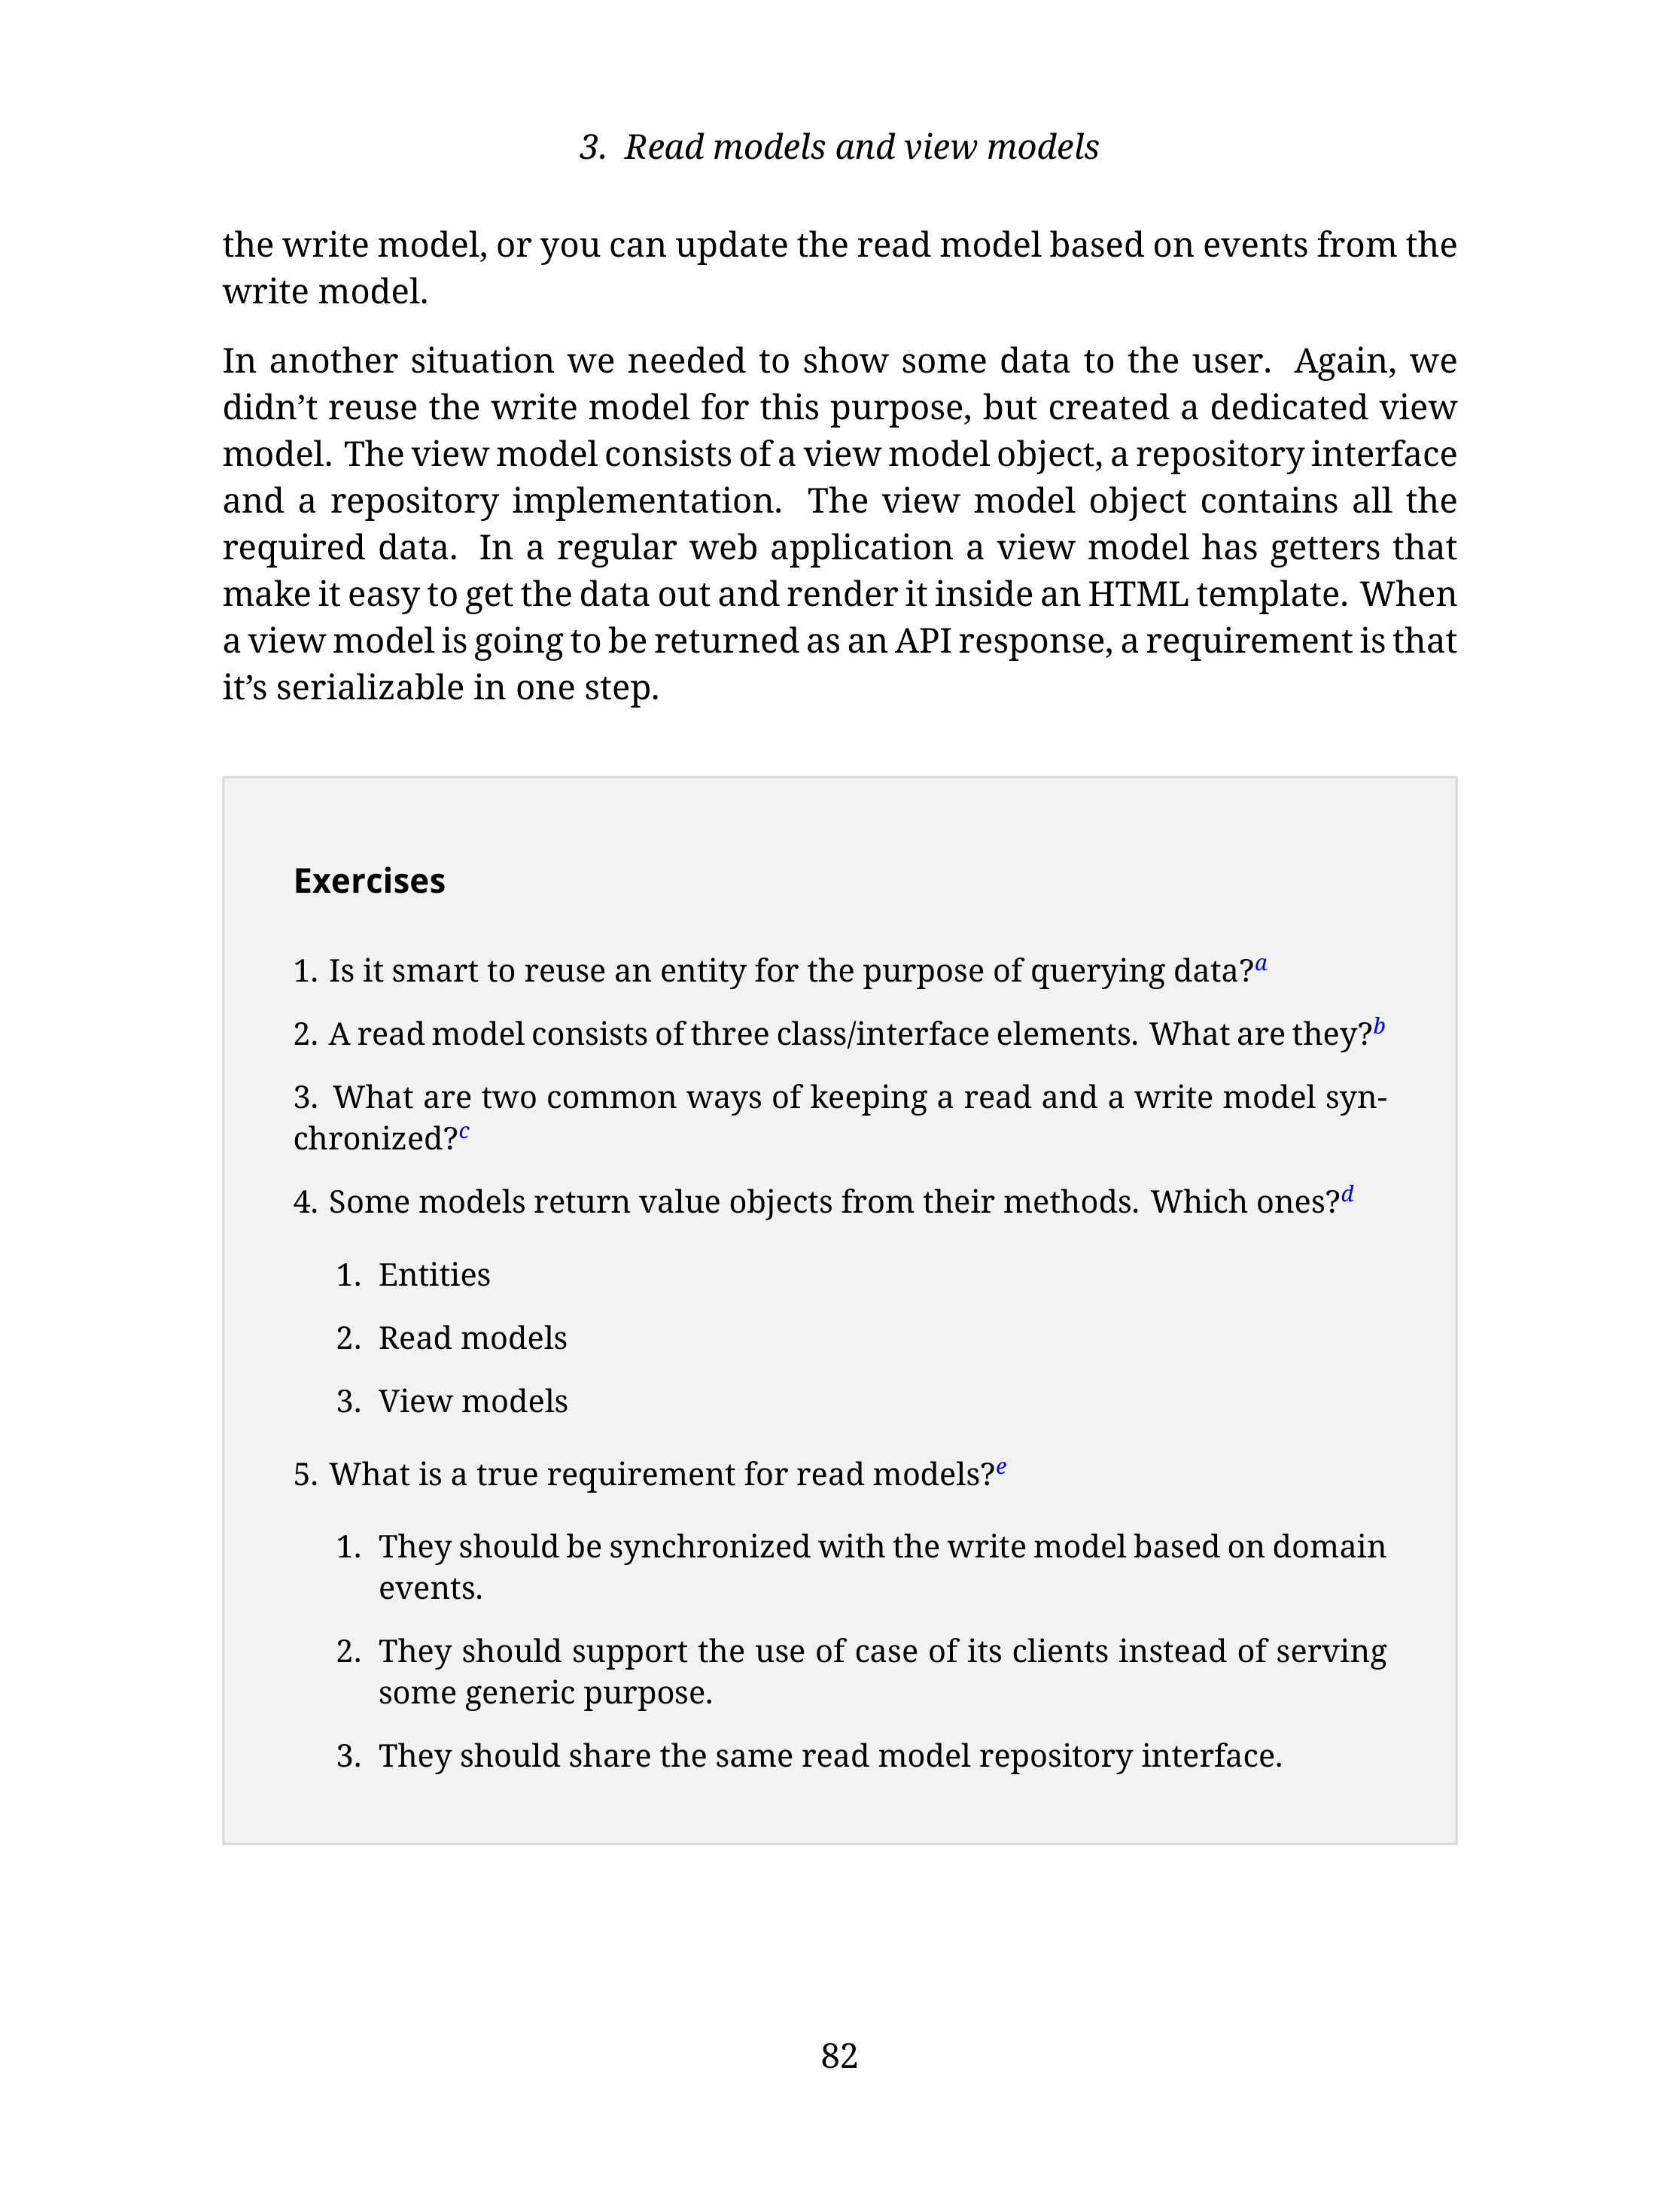 3. Read models and view models
the write model, or you can update the read model based on events from the
write model.
In another situation we needed to show some data to the user. Again, we
didn’t reuse the write model for this purpose, but created a dedicated view
model. The view model consists of a view model object, a repository interface
and a repository implementation. The view model object contains all the
required data. In a regular web application a view model has getters that
make it easy to get the data out and render it inside an HTML template. When
a view model is going to be returned as an API response, a requirement is that
it’s serializable in one step.
Exercises
1. Is it smart to reuse an entity for the purpose of querying data?a
2. A read model consists of three class/interface elements. What are they?b
3. What are two common ways of keeping a read and a write model syn-
chronized?c
4. Some models return value objects from their methods. Which ones?d
1. Entities
2. Read models
3. View models
5. What is a true requirement for read models?e
1. They should be synchronized with the write model based on domain
events.
2. They should support the use of case of its clients instead of serving
some generic purpose.
3. They should share the same read model repository interface.
82